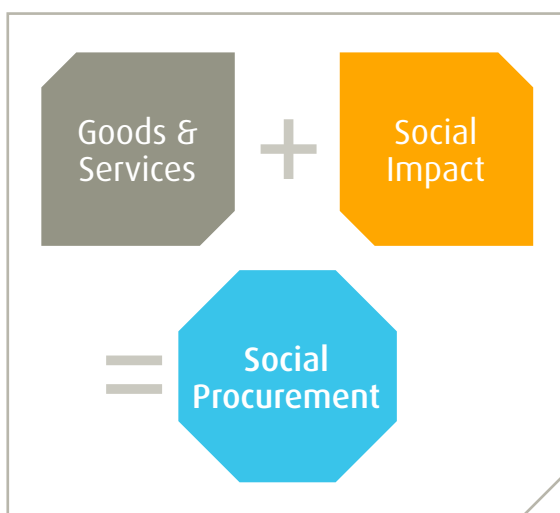 Goods &
Services
+
Social
Impact
=
Social
Procurement